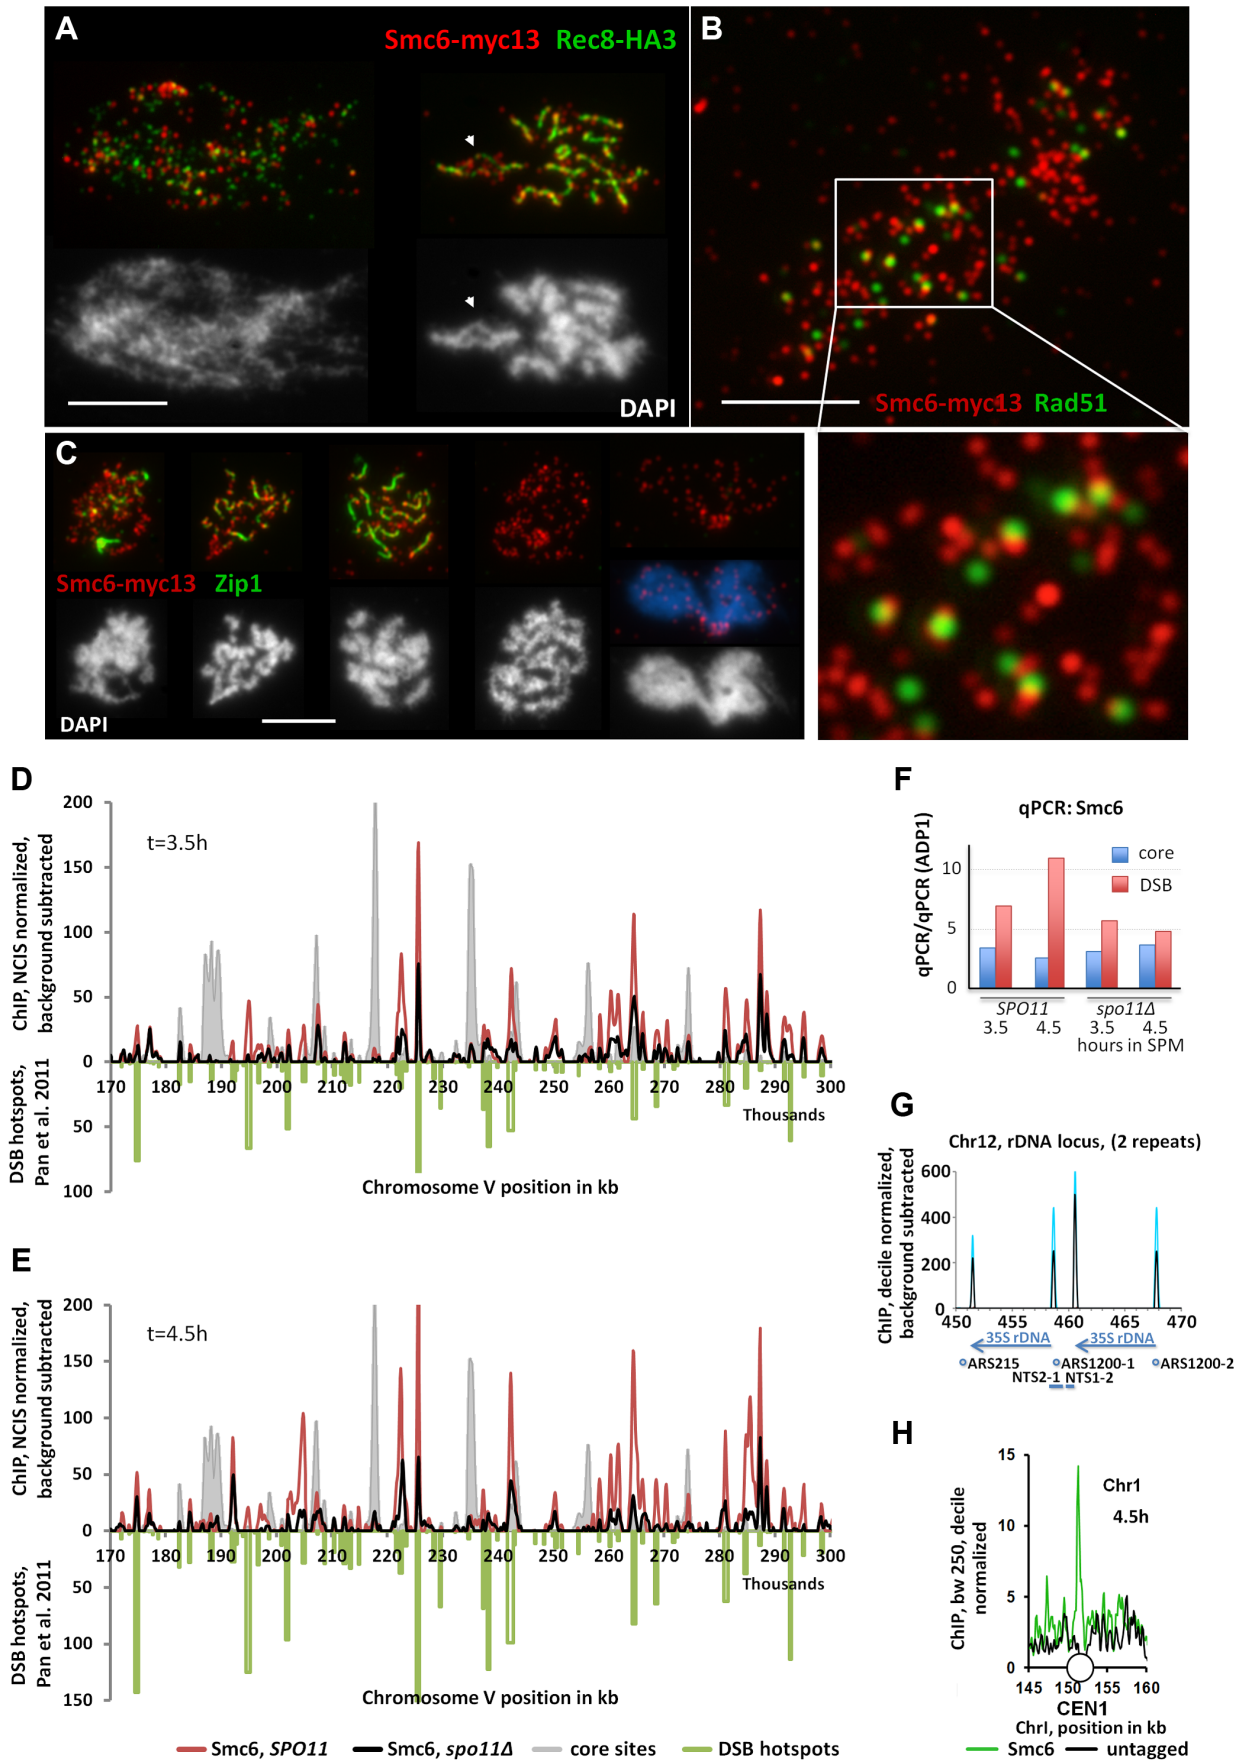 A
Smc6-myc13 Rec8-HA3
DAPI
B
Smc6-myc13 Rad51
C
Smc6-myc13 Zip1
DAPI
D
ChIP, NCIS normalized,
background subtracted
200
150
100
50
0
t=3.5h
170 180 190 200 210 220 230 240 250 260 270 280 290 300
Thousands
DSB hotspots,
Pan et al. 2011
50
100
Chromosome V position in kb
E
ChIP, NCIS normalized,
background subtracted
200
150
100
50
0
t=4.5h
170 180 190 200 210 220 230 240 250 260 270 280 290 300
Thousands
DSB hotspots,
Pan et al. 2011
50
100
150
Chromosome V position in kb
Smc6, SPO11 Smc6, spo11Δ core sites DSB hotspots
F
qPCR: Smc6
qPCR/qPCR (ADP1)
10
5
0
core
DSB
SPO11 spo11Δ
3.5 4.5 3.5 4.5
hours in SPM
G
Chr12, rDNA locus, (2 repeats)
ChIP, decile normalized,
background subtracted
600
400
200
0
450 455 460 465 470
35S rDNA 35S rDNA
ARS215 ARS1200-1 ARS1200-2
NTS2-1 NTS1-2
H
ChIP, bw 250, decile
normalized
15
10
5
0
Chr1
4.5h
145 150 155 160
CEN1
ChrI, position in kb
Smc6 untagged